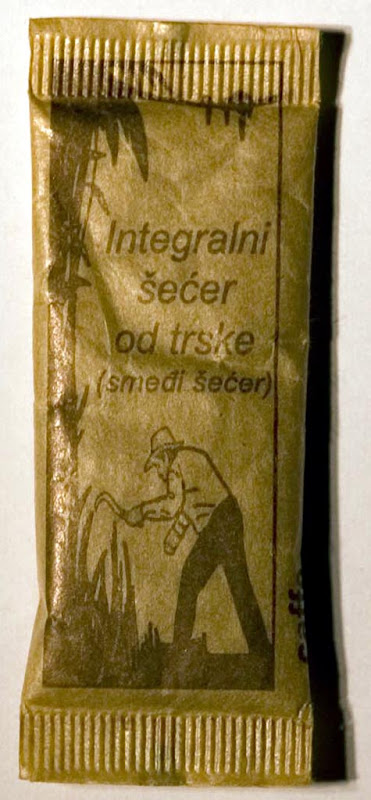 Integralni
šećer
od trske
(smeđi šećer)